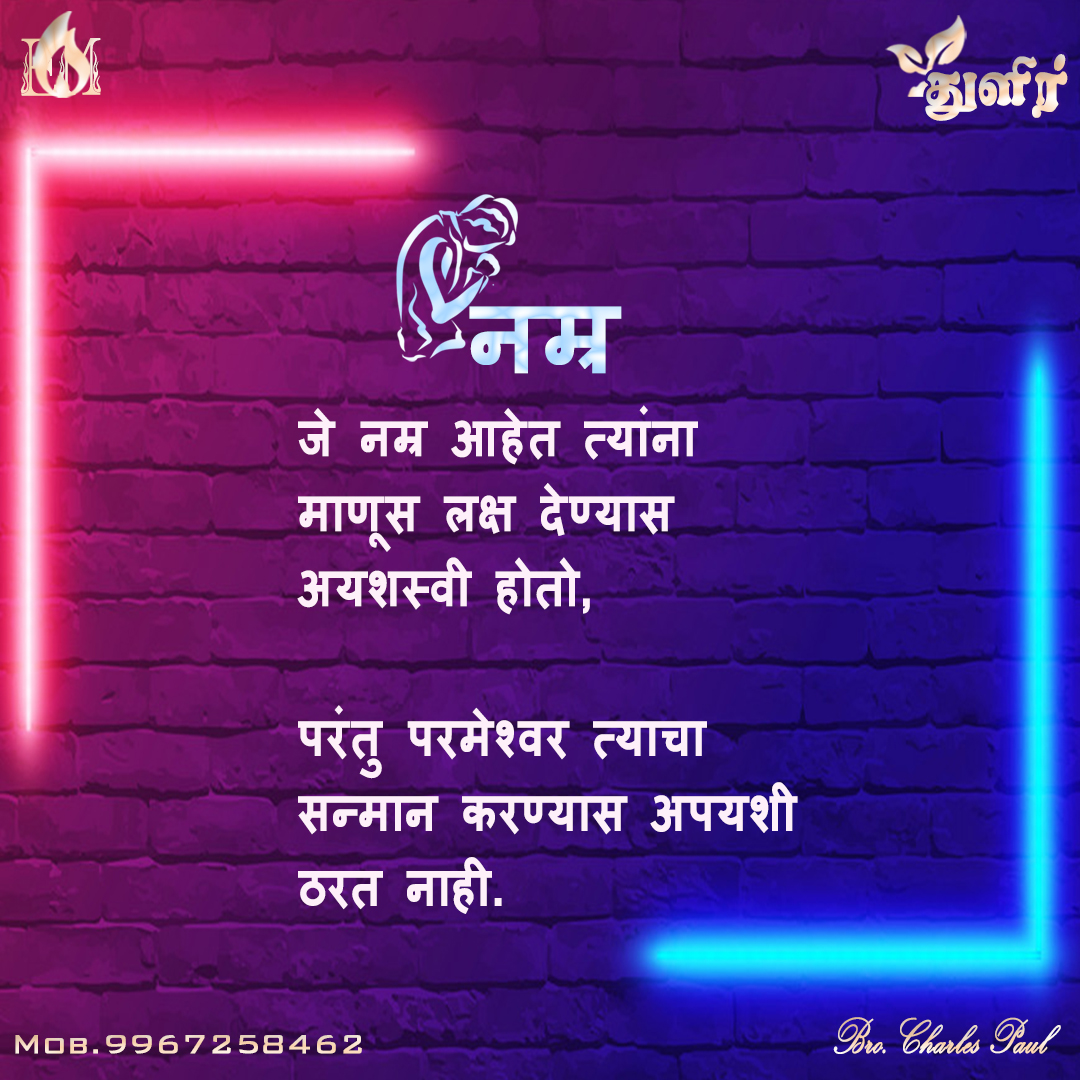 துளிர்
नम्र
जे नम्र आहेत त्यांना
माणूस लक्ष देण्यास
अयशस्वी होतो,
परंतु परमेश्वर त्याचा
सन्मान करण्यास अपयशी
ठरत नाही.
Mob.9967258462
Bro. Charles Paul